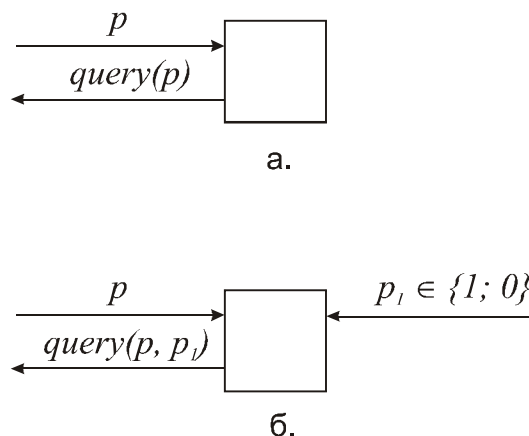 p
query(p)
а.
p
p₁ ∈ {1; 0}
query(p, p₁)
б.